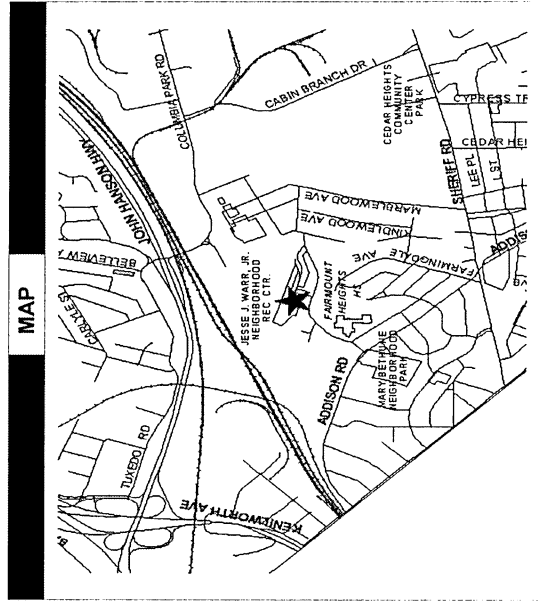 MAP
COLUMBIA PARK RD
JOHN HANSON HWY
CABIN BRANCH DR
CEDAR HEIGHTS
COMMUNITY
CENTER
PARK
CYPRESS TR
CEDAR HEI
SHERIFF RD
LEE PL
L ST
BELLEVIEW A
CARLYLE ST
MARBLEWOOD AVE
KINDLEWOOD AVE
JESSE J. WARR, JR.
NEIGHBORHOOD
REC CTR.
FARMINGDALE AVE
FAIRMOUNT
HEIGHTS
HS
ADDISO
ADDISON RD
MARY BETHUNE
NEIGHBORHOOD
PARK
TUXEDO RD
KENILWORTH AVE
B,